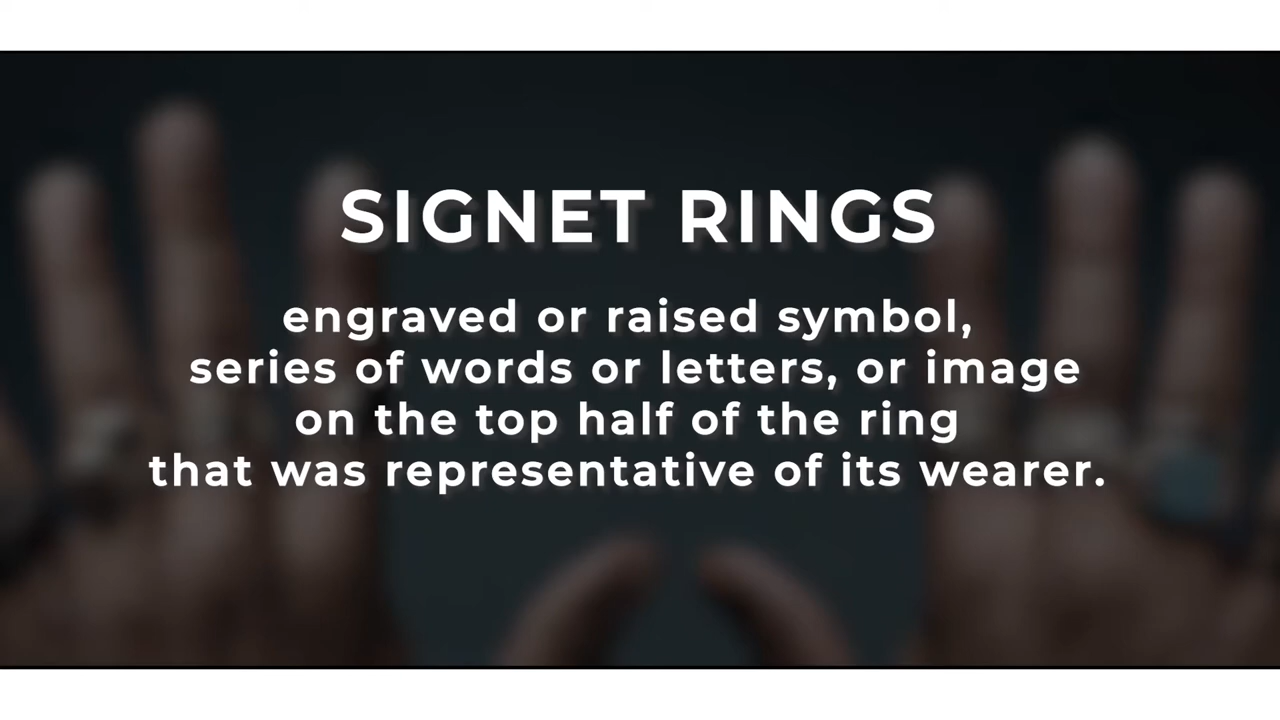 SIGNET RINGS
engraved or raised symbol,
series of words or letters, or image
on the top half of the ring
that was representative of its wearer.